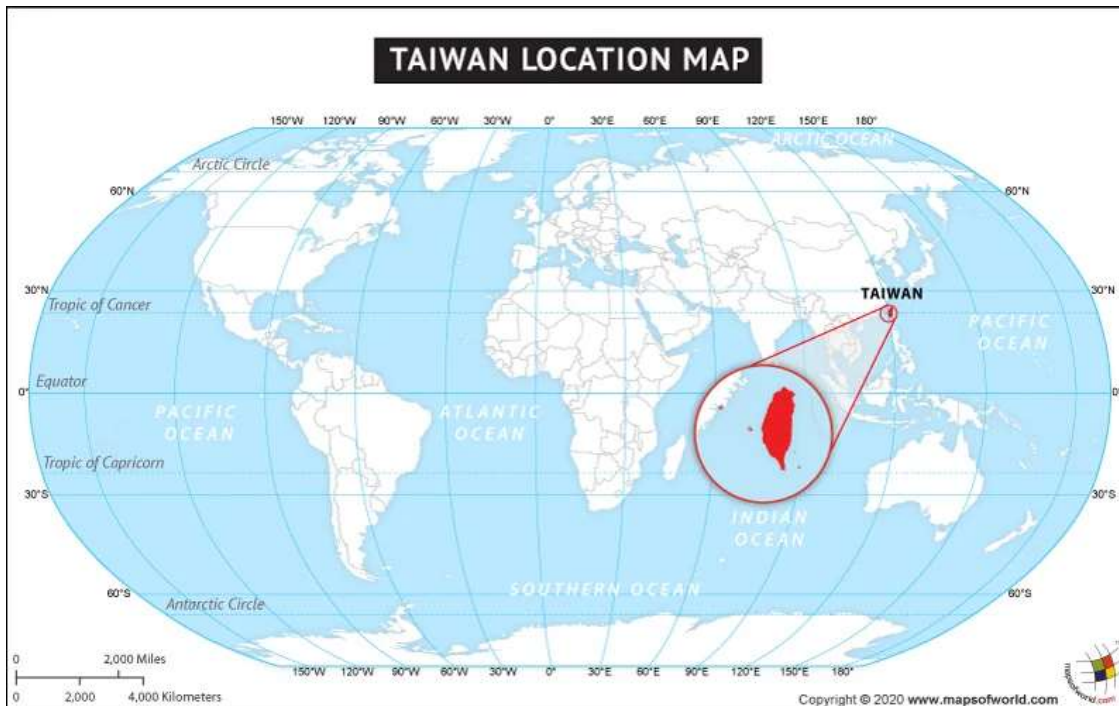 TAIWAN LOCATION MAP
150°W 120°W 90°W 60°W 30°W 0° 30°E 60°E 90°E 120°E 150°E 180°
ARCTIC OCEAN
Arctic Circle
60°N 60°N
30°N 30°N
Tropic of Cancer
TAIWAN
PACIFIC
OCEAN
Equator
0° 0°
PACIFIC
OCEAN
ATLANTIC
OCEAN
Tropic of Capricorn
30°S 30°S
INDIAN
OCEAN
SOUTHERN OCEAN
60°S 60°S
Antarctic Circle
150°W 120°W 90°W 60°W 30°W 0° 30°E 60°E 90°E 120°E 150°E 180°
0 2,000 Miles
0 2,000 4,000 Kilometers
mapsofworld.com
Copyright © 2020 www.mapsofworld.com